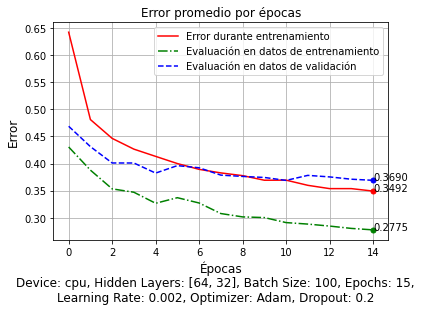 Error promedio por épocas
Error durante entrenamiento
Evaluación en datos de entrenamiento
Evaluación en datos de validación
0.65
0.60
0.55
0.50
0.45
0.40
0.35
0.30
Error
0.3690
0.3492
0.2775
0 2 4 6 8 10 12 14
Épocas
Device: cpu, Hidden Layers: [64, 32], Batch Size: 100, Epochs: 15,
Learning Rate: 0.002, Optimizer: Adam, Dropout: 0.2